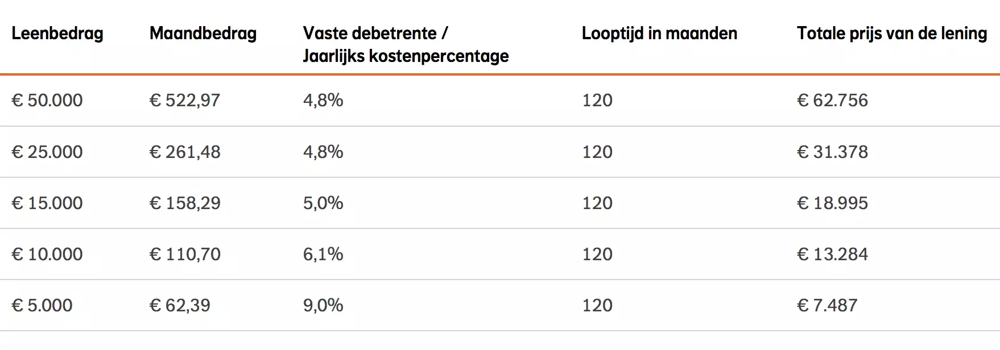 Leenbedrag Maandbedrag Vaste debetrente / Looptijd in maanden Totale prijs van de lening
Jaarlijks kostenpercentage
€ 50.000 € 522,97 4,8% 120 € 62.756
€ 25.000 € 261,48 4,8% 120 € 31.378
€ 15.000 € 158,29 5,0% 120 € 18.995
€ 10.000 € 110,70 6,1% 120 € 13.284
€ 5.000 € 62,39 9,0% 120 € 7.487